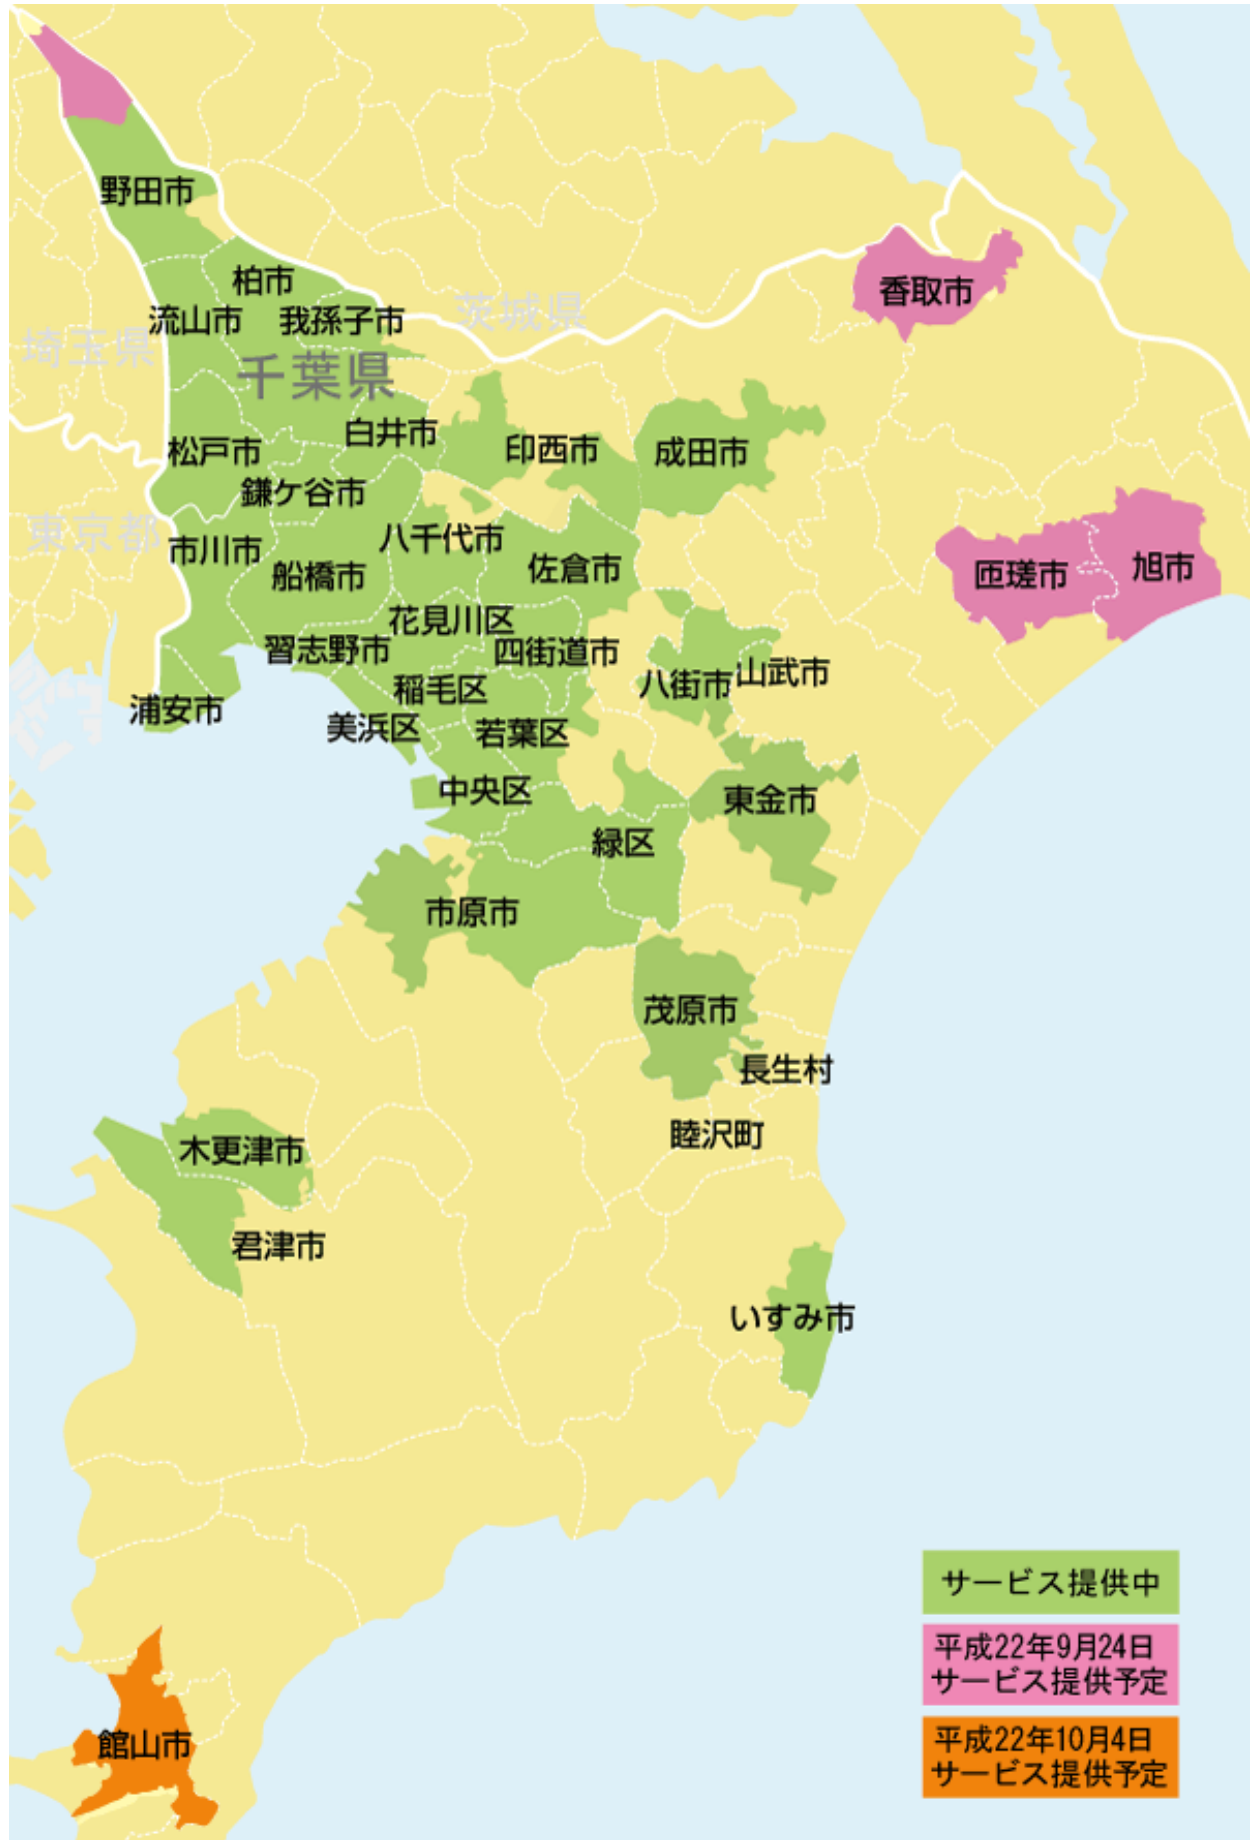 野田市
柏市
香取市
流山市
我孫子市
茨城県
埼玉県
千葉県
白井市
松戸市
印西市
成田市
鎌ケ谷市
東京都
市川市
八千代市
船橋市
佐倉市
匝瑳市
旭市
花見川区
習志野市
四街道市
八街市
山武市
稲毛区
浦安市
美浜区
若葉区
中央区
東金市
緑区
市原市
茂原市
長生村
睦沢町
木更津市
君津市
いすみ市
館山市
サービス提供中
平成22年9月24日
サービス提供予定
平成22年10月4日
サービス提供予定